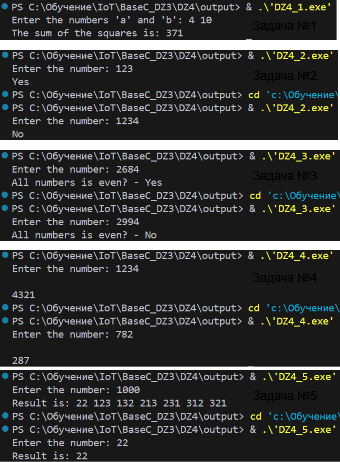 PS C:\Обучение\IoT\BaseC_DZ3\DZ4\output> & .\'DZ4_1.exe'
Enter the numbers 'a' and 'b': 4 10
Задача №1
The sum of the squares is: 371
PS C:\Обучение\IoT\BaseC_DZ3\DZ4\output> & .\'DZ4_2.exe'
Enter the number: 123
Задача №2
Yes
PS C:\Обучение\IoT\BaseC_DZ3\DZ4\output> cd 'c:\Обучение\
PS C:\Обучение\IoT\BaseC_DZ3\DZ4\output> & .\'DZ4_2.exe'
Enter the number: 1234
No
PS C:\Обучение\IoT\BaseC_DZ3\DZ4\output> & .\'DZ4_3.exe'
Enter the number: 2684
Задача №3
All numbers is even? - Yes
PS C:\Обучение\IoT\BaseC_DZ3\DZ4\output> cd 'c:\Обучение\
PS C:\Обучение\IoT\BaseC_DZ3\DZ4\output> & .\'DZ4_3.exe'
Enter the number: 2994
All numbers is even? - No
PS C:\Обучение\IoT\BaseC_DZ3\DZ4\output> & .\'DZ4_4.exe'
Enter the number: 1234
Задача №4
4321
PS C:\Обучение\IoT\BaseC_DZ3\DZ4\output> cd 'c:\Обучение\
PS C:\Обучение\IoT\BaseC_DZ3\DZ4\output> & .\'DZ4_4.exe'
Enter the number: 782
287
PS C:\Обучение\IoT\BaseC_DZ3\DZ4\output> & .\'DZ4_5.exe'
Enter the number: 1000
Задача №5
Result is: 22 123 132 213 231 312 321
PS C:\Обучение\IoT\BaseC_DZ3\DZ4\output> cd 'c:\Обучение\
PS C:\Обучение\IoT\BaseC_DZ3\DZ4\output> & .\'DZ4_5.exe'
Enter the number: 22
Result is: 22